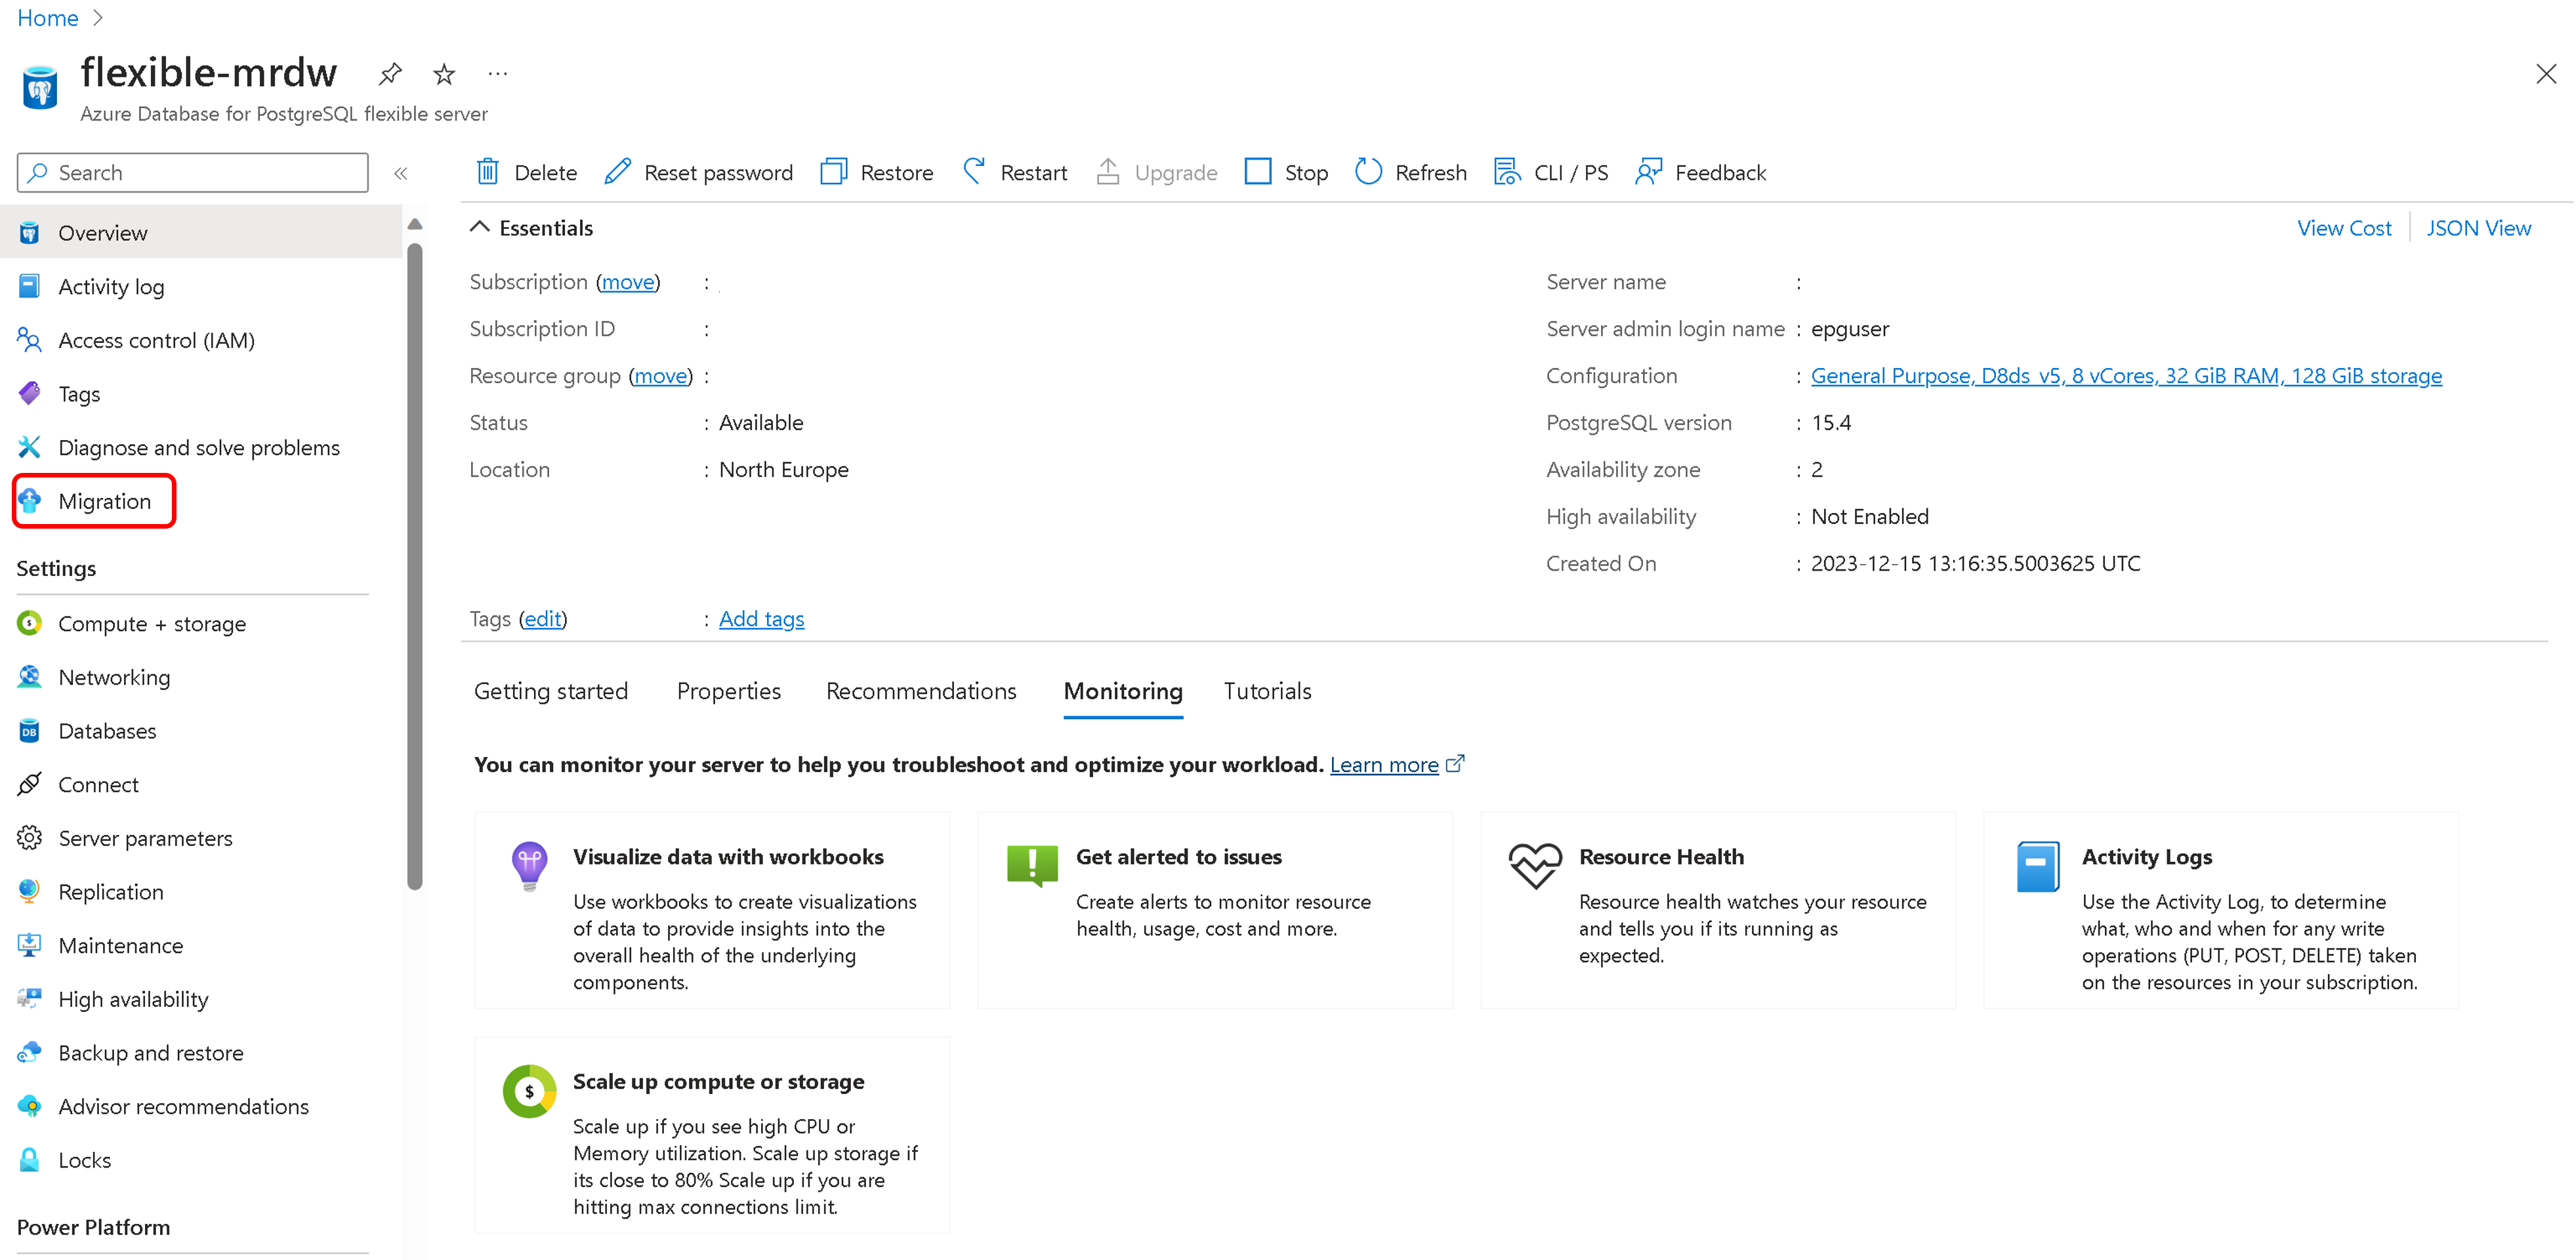 Home
flexible-mrdw
Azure Database for PostgreSQL flexible server
Search
Overview
Activity log
Access control (IAM)
Tags
Diagnose and solve problems
Migration
Settings
Compute + storage
Networking
Databases
Connect
Server parameters
Replication
Maintenance
High availability
Backup and restore
Advisor recommendations
Locks
Power Platform
Delete
Reset password
Restore
Restart
Upgrade
Stop
Refresh
CLI / PS
Feedback
Essentials
View Cost
JSON View
Subscription (move) :
Subscription ID :
Resource group (move) :
Status : Available
Location : North Europe
Server name :
Server admin login name : epguser
Configuration : General Purpose, D8ds_v5, 8 vCores, 32 GiB RAM, 128 GiB storage
PostgreSQL version : 15.4
Availability zone : 2
High availability : Not Enabled
Created On : 2023-12-15 13:16:35.5003625 UTC
Tags (edit) : Add tags
Getting started
Properties
Recommendations
Monitoring
Tutorials
You can monitor your server to help you troubleshoot and optimize your workload. Learn more
Visualize data with workbooks
Use workbooks to create visualizations
of data to provide insights into the
overall health of the underlying
components.
Get alerted to issues
Create alerts to monitor resource
health, usage, cost and more.
Resource Health
Resource health watches your resource
and tells you if its running as
expected.
Activity Logs
Use the Activity Log, to determine
what, who and when for any write
operations (PUT, POST, DELETE) taken
on the resources in your subscription.
Scale up compute or storage
Scale up if you see high CPU or
Memory utilization. Scale up storage if
its close to 80% Scale up if you are
hitting max connections limit.